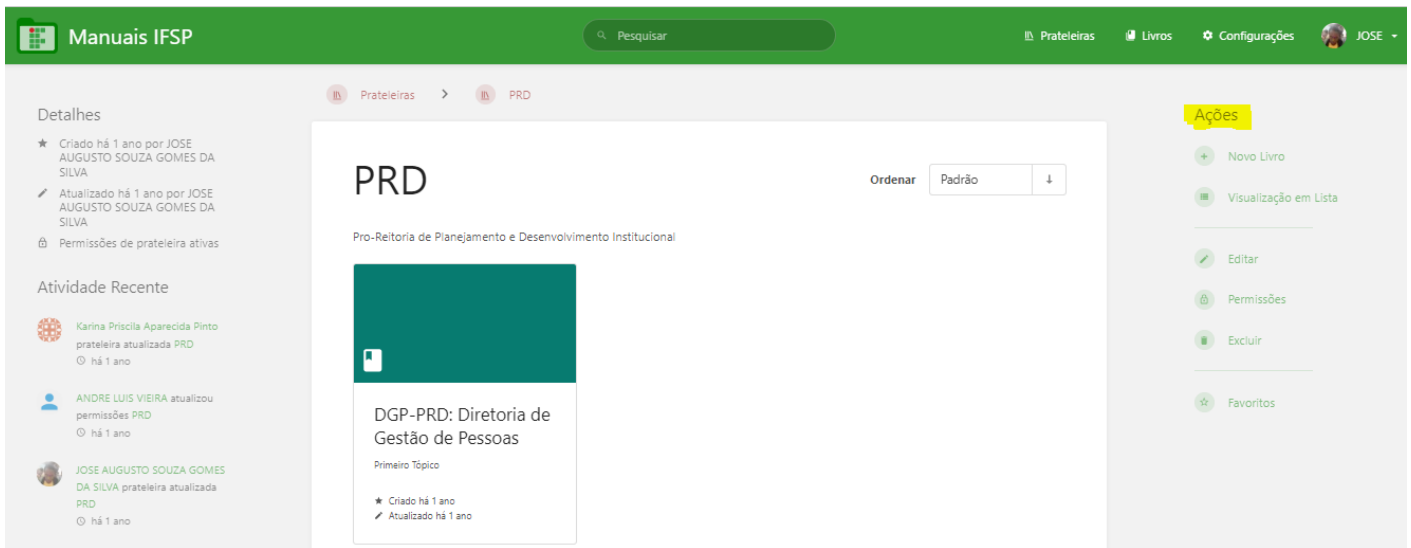 Manuais IFSP
Pesquisar
Prateleiras
Livros
Configurações
JOSE
Detalhes
Criado há 1 ano por JOSE
AUGUSTO SOUZA GOMES DA
SILVA
Atualizado há 1 ano por JOSE
AUGUSTO SOUZA GOMES DA
SILVA
Permissões de prateleira ativas
Atividade Recente
Karina Priscila Aparecida Pinto
prateleira atualizada PRD
há 1 ano
ANDRE LUIS VIEIRA atualizou
permissões PRD
há 1 ano
JOSE AUGUSTO SOUZA GOMES
DA SILVA prateleira atualizada
PRD
há 1 ano
Prateleiras > PRD
PRD
Ordenar Padrão
Pro-Reitoria de Planejamento e Desenvolvimento Institucional
DGP-PRD: Diretoria de
Gestão de Pessoas
Primeiro Tópico
Criado há 1 ano
Atualizado há 1 ano
Ações
Novo Livro
Visualização em Lista
Editar
Permissões
Excluir
Favoritos